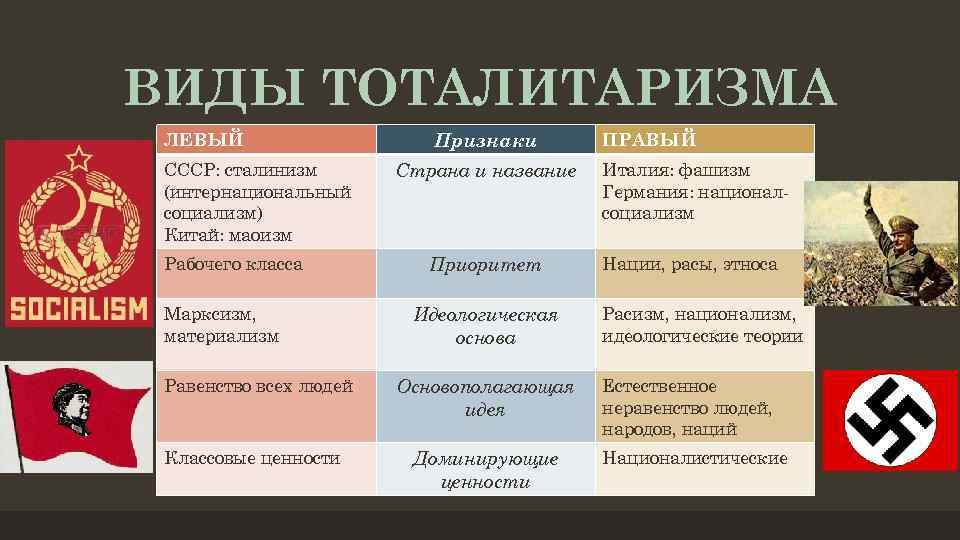 ВИДЫ ТОТАЛИТАРИЗМА
ЛЕВЫЙ
Признаки
ПРАВЫЙ
СССР: сталинизм
(интернациональный
социализм)
Китай: маоизм
Страна и название
Италия: фашизм
Германия: национал-
социализм
Рабочего класса
Приоритет
Нации, расы, этноса
Марксизм,
материализм
Идеологическая
основа
Расизм, национализм,
идеологические теории
Равенство всех людей
Основополагающая
идея
Естественное
неравенство людей,
народов, наций
Классовые ценности
Доминирующие
ценности
Националистические
SOCIALISM